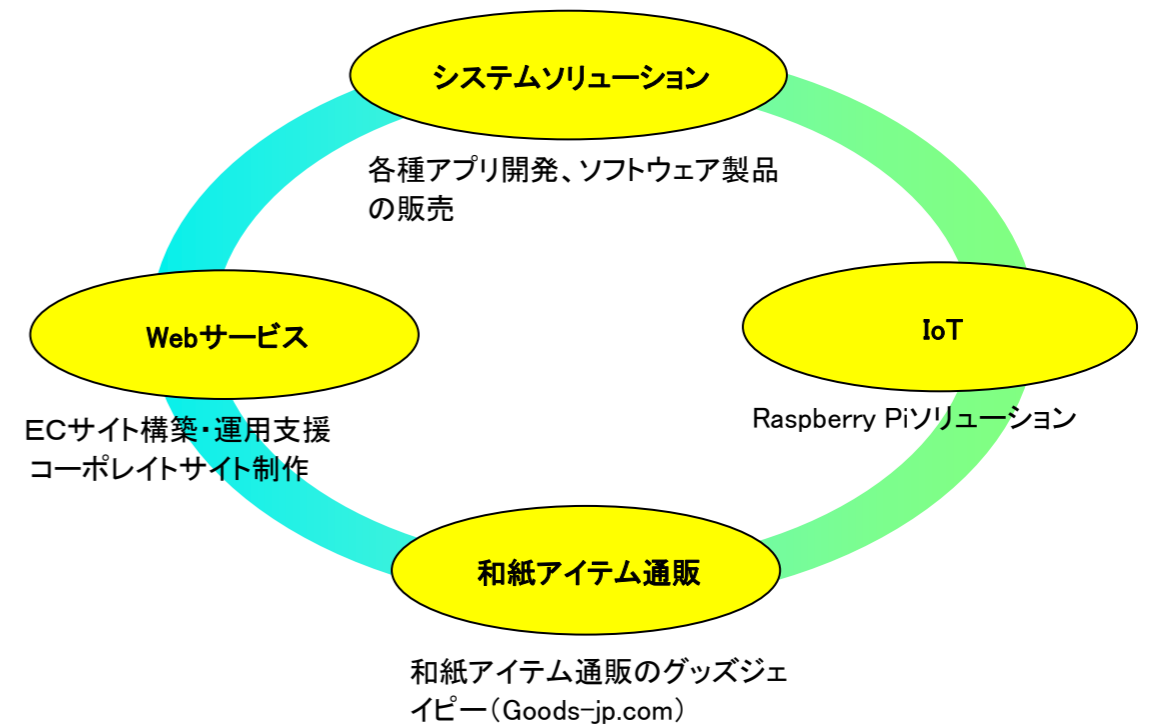 システムソリューション
各種アプリ開発、ソフトウェア製品
の販売
Webサービス
IoT
ECサイト構築・運用支援
コーポレイトサイト制作
Raspberry Piソリューション
和紙アイテム通販
和紙アイテム通販のグッズジェ
イピー（Goods-jp.com）